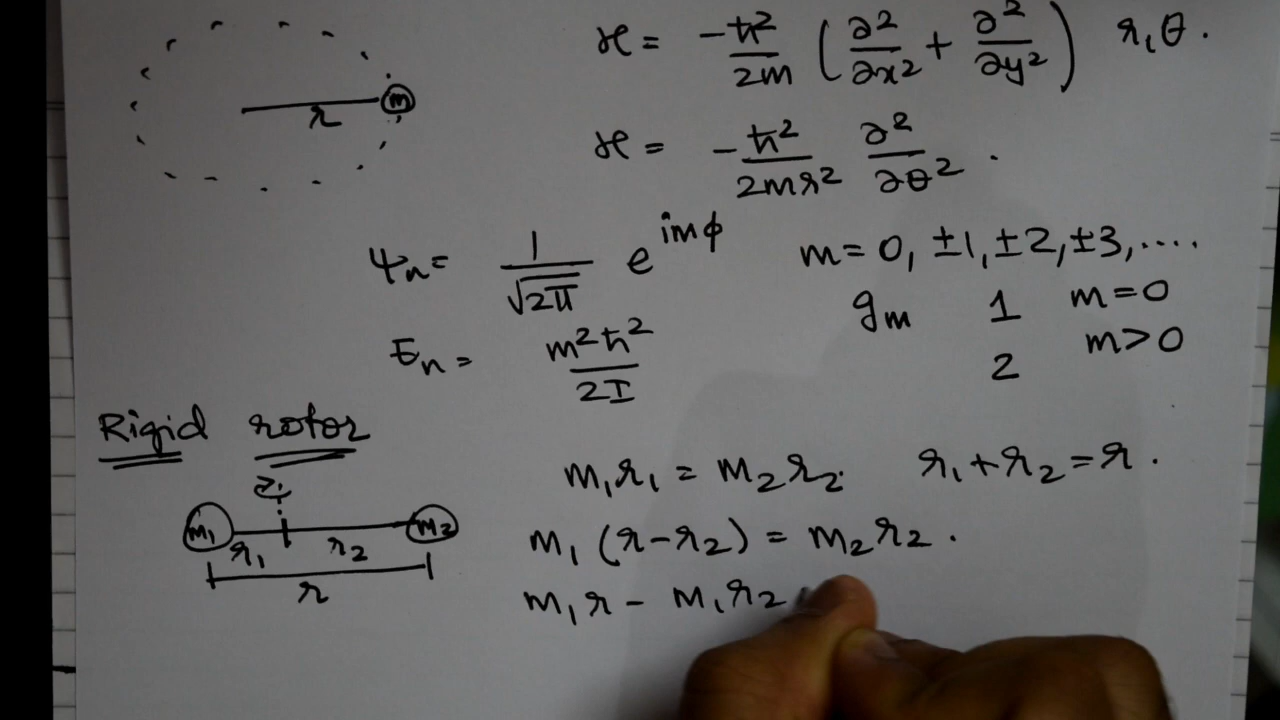 ℋ = -ħ²/2m (∂²/∂x² + ∂²/∂y²) r,θ.
m
r
ℋ = -ħ²/2mr² ∂²/∂θ².
ψn = 1/√2π e^imφ m = 0, ±1, ±2, ±3, ....
gm 1 m=0
2 m>0
En = m²ħ²/2I
Rigid rotor
m₁r₁ = m₂r₂. r₁+r₂=r.
m₁ m₂
r₁ r₂
r
m₁(r-r₂) = m₂r₂.
m₁r - m₁r₂